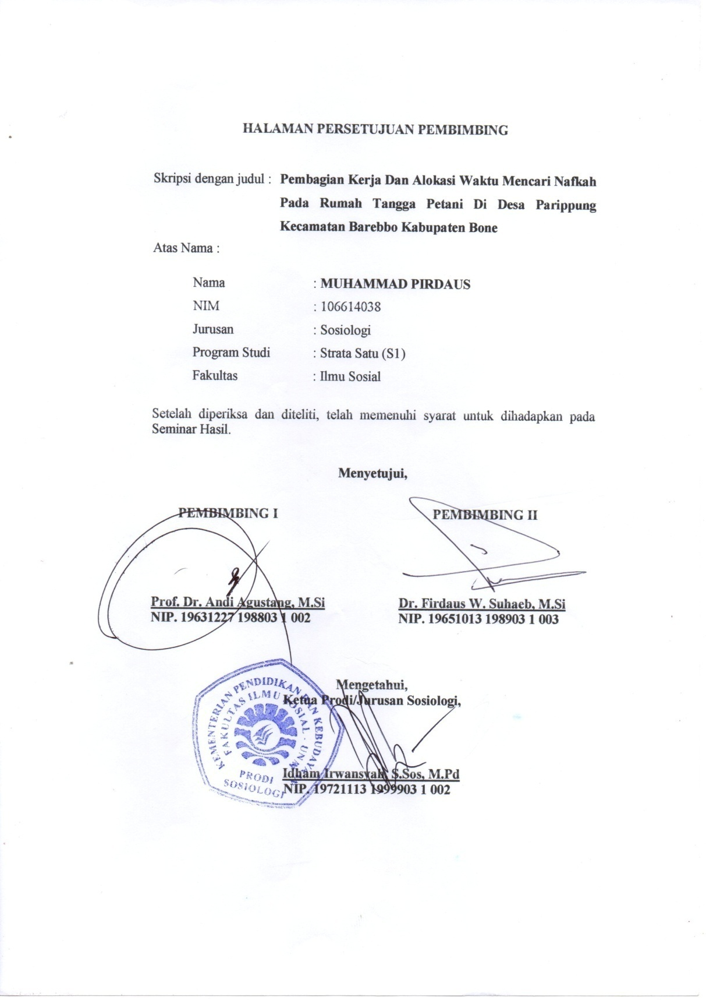 HALAMAN PERSETUJUAN PEMBIMBING
Skripsi dengan judul : Pembagian Kerja Dan Alokasi Waktu Mencari Nafkah
Pada Rumah Tangga Petani Di Desa Parippung
Kecamatan Barebbo Kabupaten Bone
Atas Nama :
Nama : MUHAMMAD PIRDAUS
NIM : 106614038
Jurusan : Sosiologi
Program Studi : Strata Satu (S1)
Fakultas : Ilmu Sosial
Setelah diperiksa dan diteliti, telah memenuhi syarat untuk dihadapkan pada
Seminar Hasil.
Menyetujui,
PEMBIMBING I PEMBIMBING II
Prof. Dr. Andi Agustang, M.Si Dr. Firdaus W. Suhaeb, M.Si
NIP. 19631227 198803 1 002 NIP. 19651013 198903 1 003
Mengetahui,
Ketua Prodi/Jurusan Sosiologi,
KEMENTERIAN PENDIDIKAN DAN KEBUDAYAAN
FAKULTAS ILMU SOSIAL - UNM
PRODI
SOSIOLOGI
Idham Irwansyah, S.Sos, M.Pd
NIP. 19721113 1999903 1 002